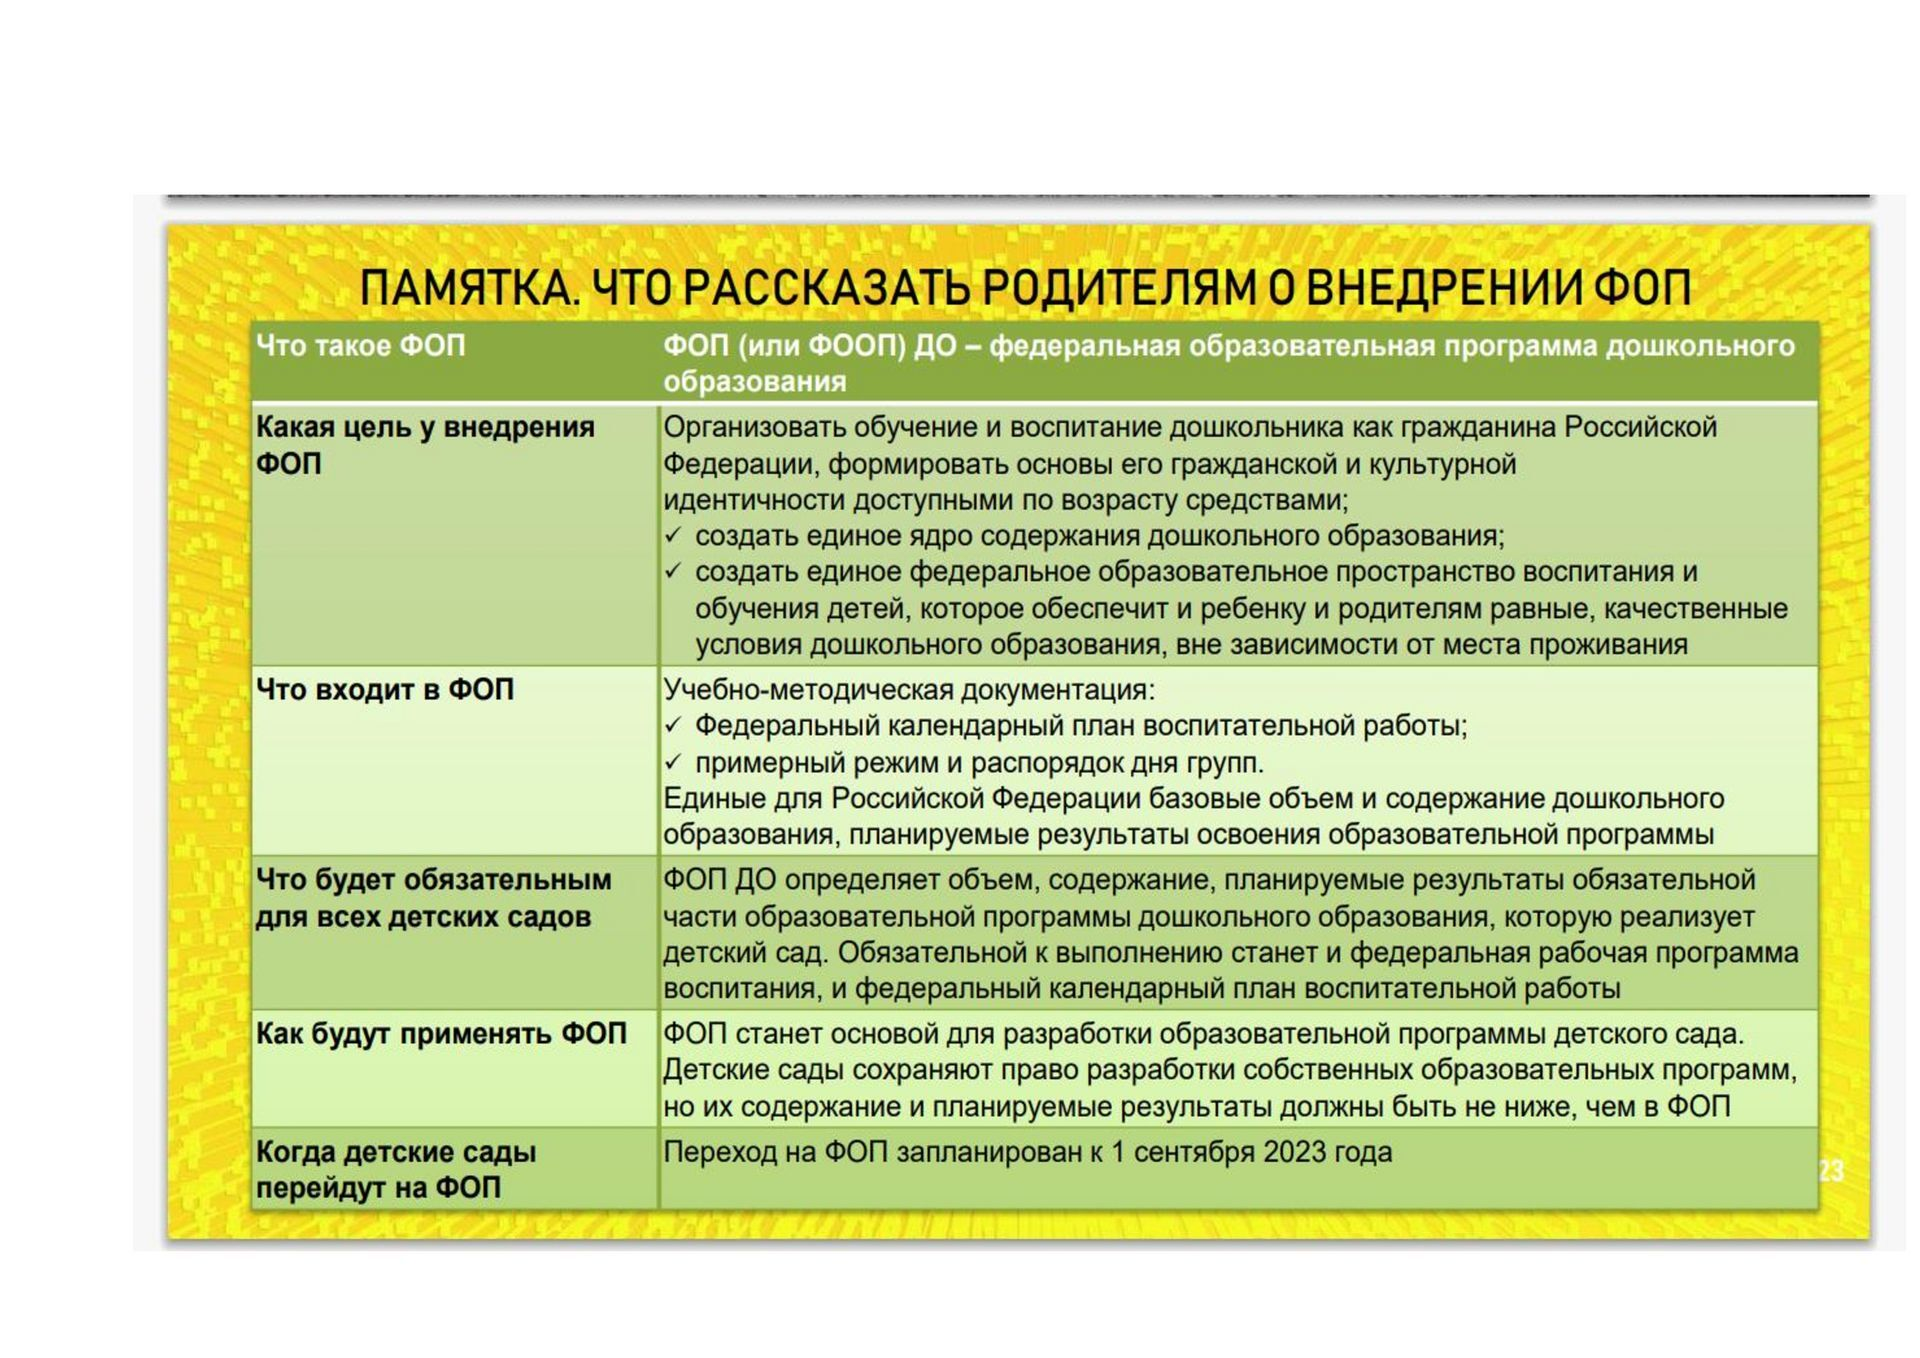 ПАМЯТКА. ЧТО РАССКАЗАТЬ РОДИТЕЛЯМ О ВНЕДРЕНИИ ФОП
Что такое ФОП
ФОП (или ФООП) ДО – федеральная образовательная программа дошкольного
образования
Какая цель у внедрения
ФОП
Организовать обучение и воспитание дошкольника как гражданина Российской
Федерации, формировать основы его гражданской и культурной
идентичности доступными по возрасту средствами;
✓ создать единое ядро содержания дошкольного образования;
✓ создать единое федеральное образовательное пространство воспитания и
обучения детей, которое обеспечит и ребенку и родителям равные, качественные
условия дошкольного образования, вне зависимости от места проживания
Что входит в ФОП
Учебно-методическая документация:
✓ Федеральный календарный план воспитательной работы;
✓ примерный режим и распорядок дня групп.
Единые для Российской Федерации базовые объем и содержание дошкольного
образования, планируемые результаты освоения образовательной программы
Что будет обязательным
для всех детских садов
ФОП ДО определяет объем, содержание, планируемые результаты обязательной
части образовательной программы дошкольного образования, которую реализует
детский сад. Обязательной к выполнению станет и федеральная рабочая программа
воспитания, и федеральный календарный план воспитательной работы
Как будут применять ФОП
ФОП станет основой для разработки образовательной программы детского сада.
Детские сады сохраняют право разработки собственных образовательных программ,
но их содержание и планируемые результаты должны быть не ниже, чем в ФОП
Когда детские сады
перейдут на ФОП
Переход на ФОП запланирован к 1 сентября 2023 года
23